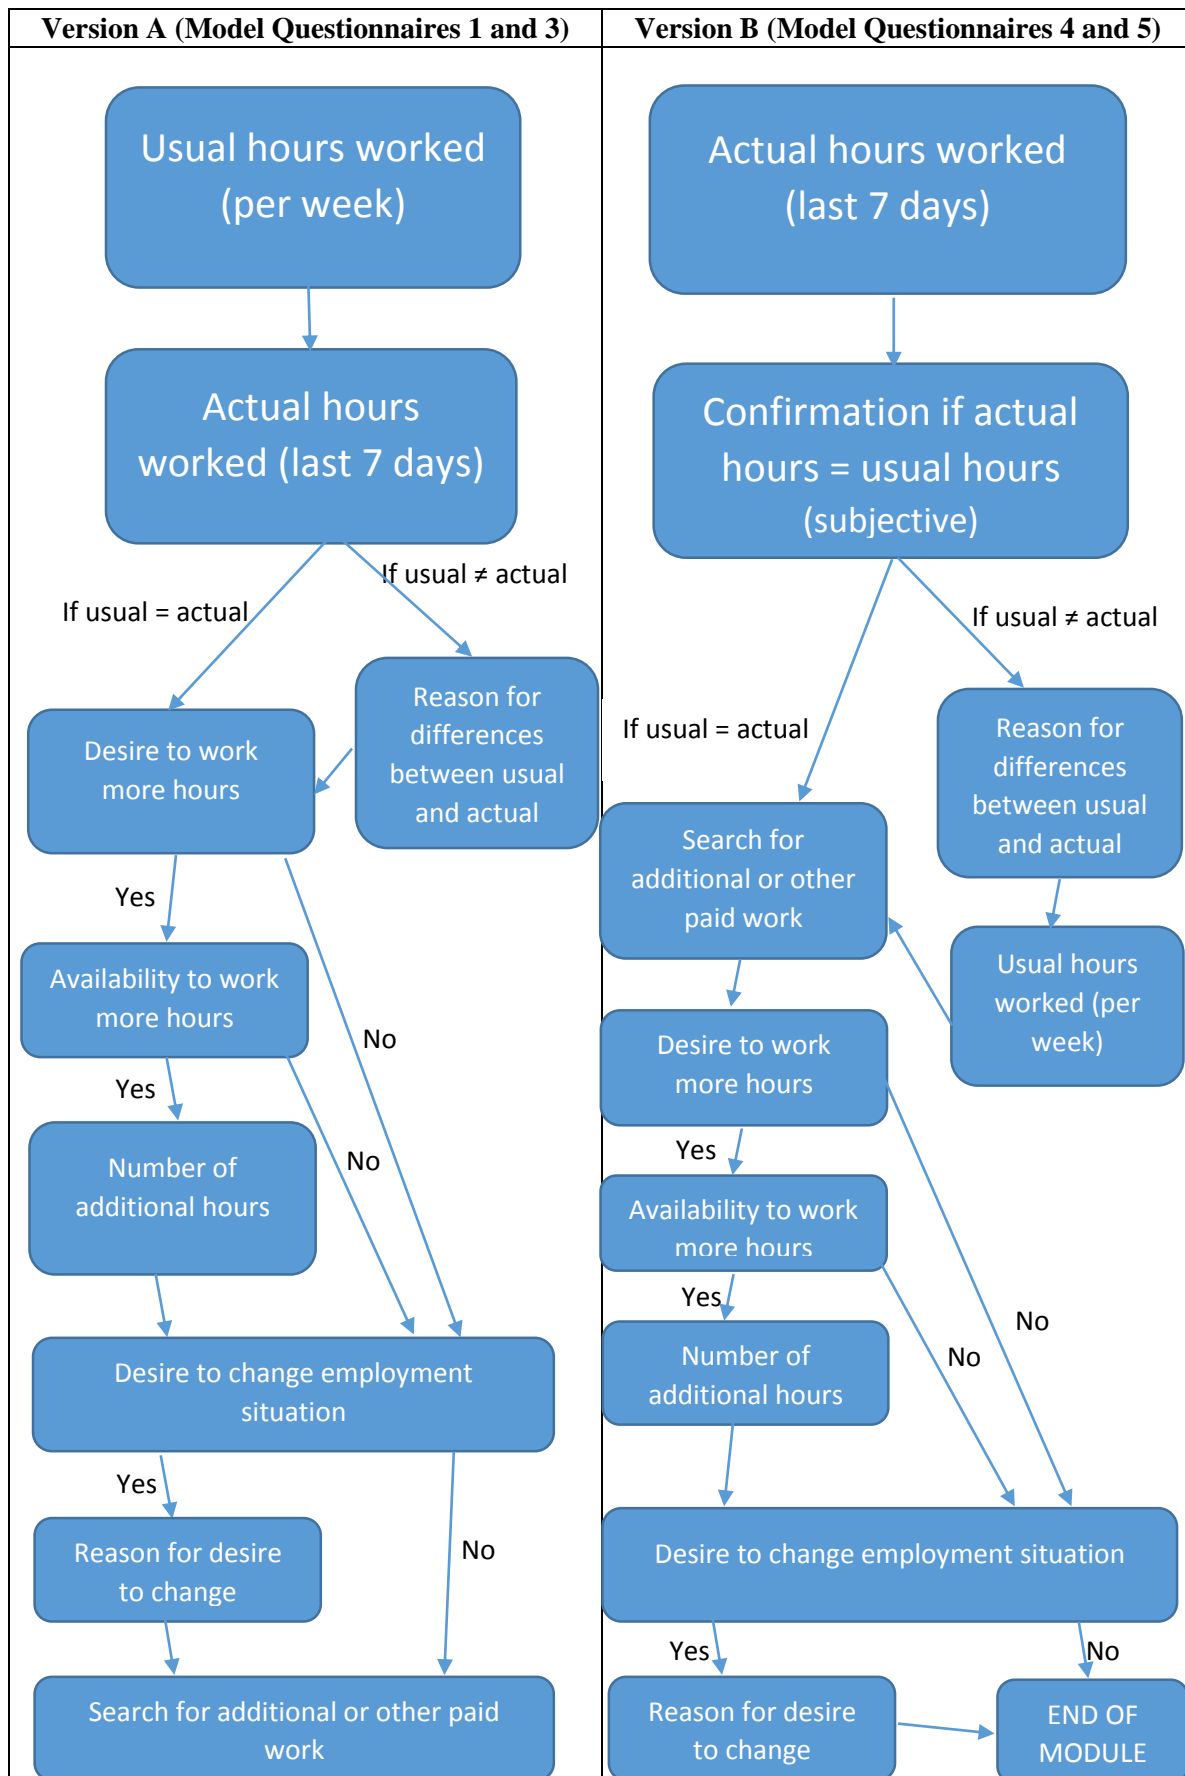 Version A (Model Questionnaires 1 and 3)
Usual hours worked
(per week)
Actual hours
worked (last 7 days)
If usual ≠ actual
If usual = actual
Reason for
differences
between usual
and actual
Desire to work
more hours
Yes
Availability to work
more hours
No
Yes
No
Number of
additional hours
Desire to change employment
situation
Yes
No
Reason for desire
to change
Search for additional or other paid
work
Version B (Model Questionnaires 4 and 5)
Actual hours worked
(last 7 days)
Confirmation if actual
hours = usual hours
(subjective)
If usual ≠ actual
If usual = actual
Reason for
differences
between usual
and actual
Usual hours
worked (per
week)
Search for
additional or other
paid work
Desire to work
more hours
Yes
Availability to work
more hours
Yes
No
No
Number of
additional hours
Desire to change employment situation
Yes
No
Reason for desire
to change
END OF
MODULE